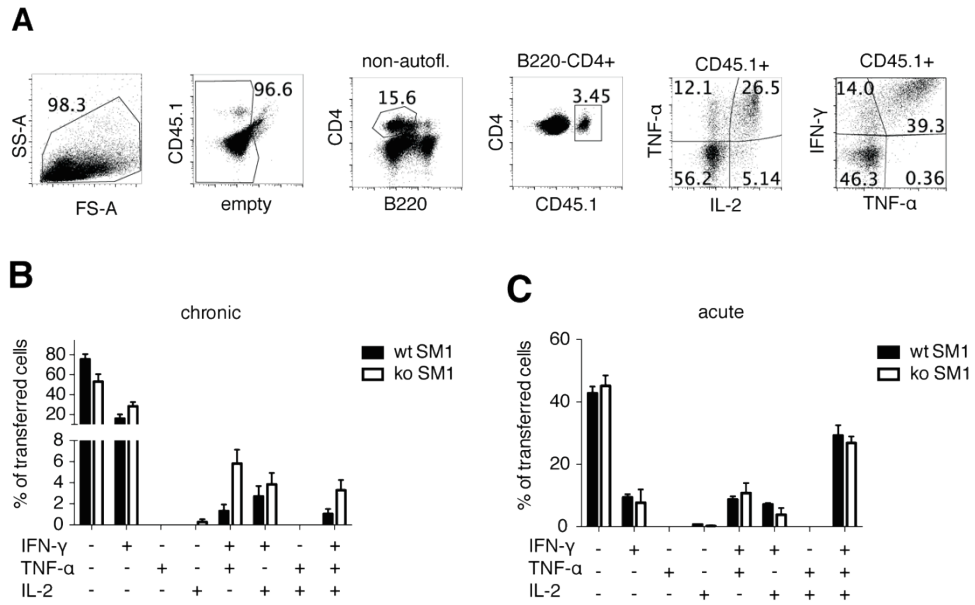 A
98.3
SS-A
FS-A
96.6
CD45.1
empty
non-autofl.
15.6
CD4
B220
B220-CD4+
3.45
CD4
CD45.1
CD45.1+
12.1 26.5
TNF-α
56.2 5.14
IL-2
CD45.1+
14.0
39.3
IFN-γ
46.3 0.36
TNF-α
B
chronic
wt SM1
ko SM1
% of transferred cells
80
60
40
20
8
6
4
2
0
IFN-γ - + - - + + - +
TNF-α - - + - + - + +
IL-2 - - - + - + + +
C
acute
wt SM1
ko SM1
% of transferred cells
60
40
20
0
IFN-γ - + - - + + - +
TNF-α - - + - + - + +
IL-2 - - - + - + + +